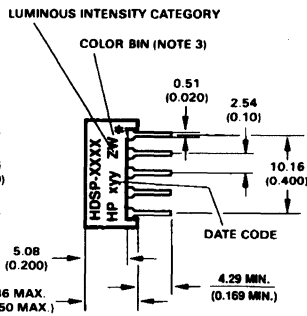 LUMINOUS INTENSITY CATEGORY
COLOR BIN (NOTE 3)
0.51
(0.020)
2.54
(0.10)
HDSP-XXXX
ZW
HP xyy
10.16
(0.400)
DATE CODE
5.08
(0.200)
4.29 MIN.
(0.169 MIN.)
MAX.
MAX.)